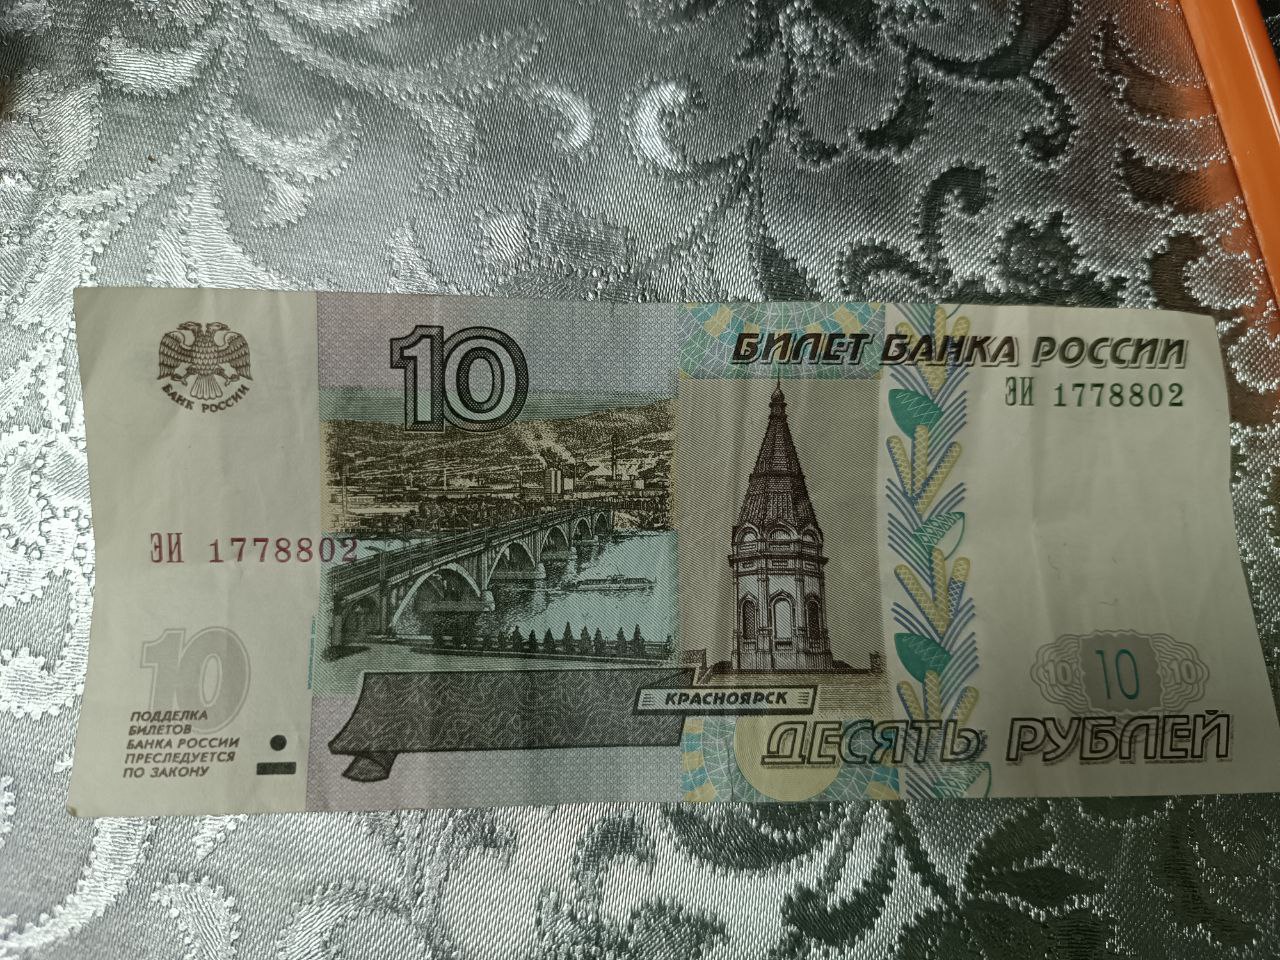 10
БИЛЕТ БАНКА РОССИИ
БАНК РОССИИ
ЭИ 1778802
ЭИ 1778802
10
ПОДДЕЛКА
БИЛЕТОВ
БАНКА РОССИИ
ПРЕСЛЕДУЕТСЯ
ПО ЗАКОНУ
КРАСНОЯРСК
10 10 10
ДЕСЯТЬ РУБЛЕЙ